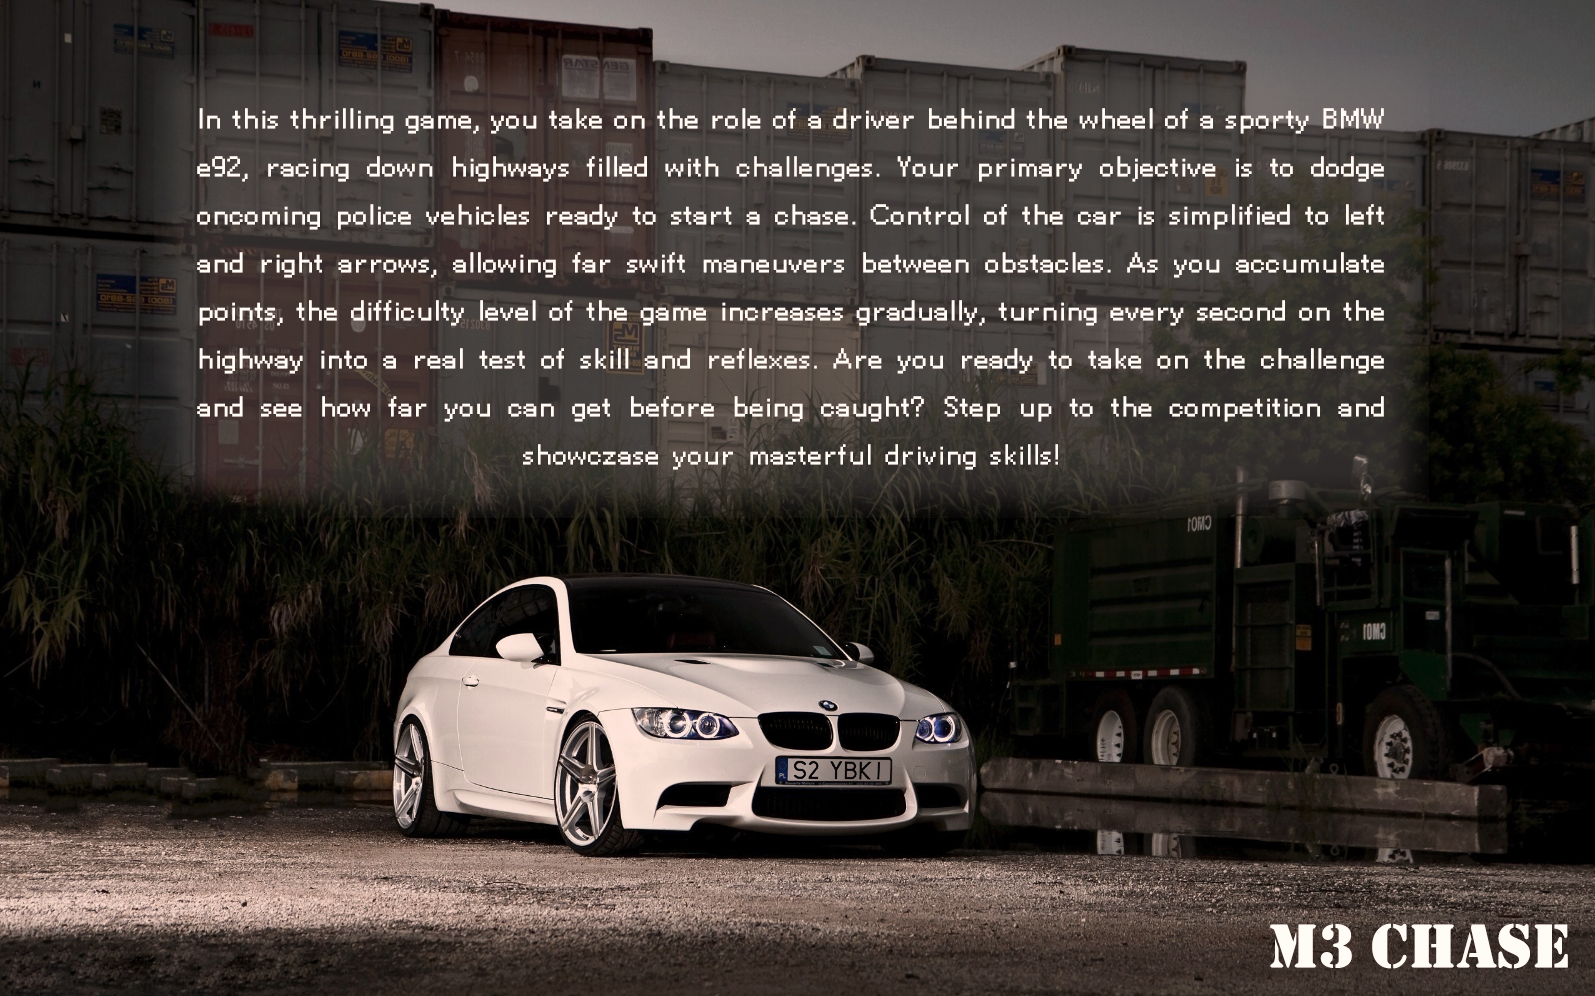 In this thrilling game, you take on the role of a driver behind the wheel of a sporty BMW
e92, racing down highways filled with challenges. Your primary objective is to dodge
oncoming police vehicles ready to start a chase. Control of the car is simplified to left
and right arrows, allowing far swift maneuvers between obstacles. As you accumulate
points, the difficulty level of the game increases gradually, turning every second on the
highway into a real test of skill and reflexes. Are you ready to take on the challenge
and see how far you can get before being caught? Step up to the competition and
showczase your masterful driving skills!
GENSTAR
CM01
CM01
PL S2 YBK1
M3 CHASE